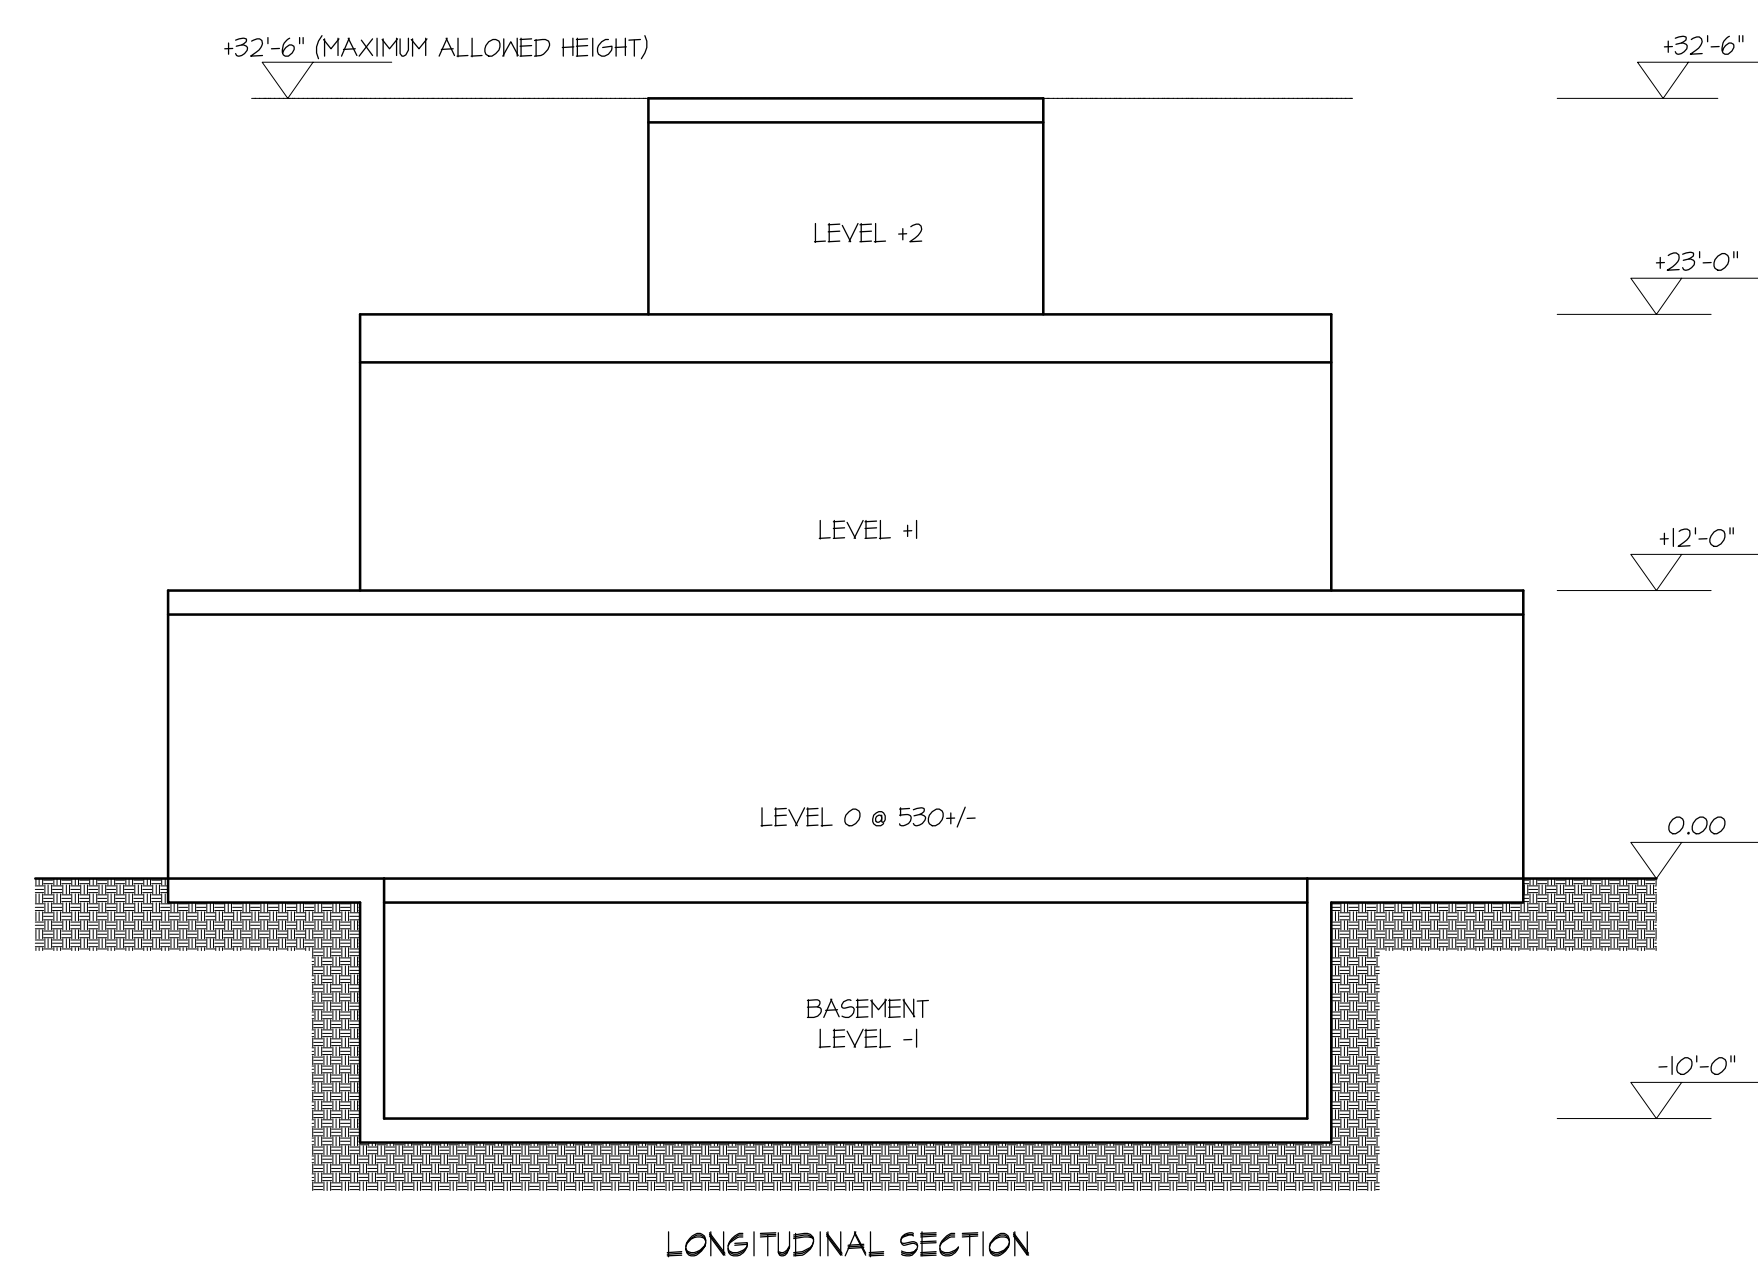 +32'-6" (MAXIMUM ALLOWED HEIGHT)
+32'-6"
LEVEL +2
+23'-0"
LEVEL +1
+12'-0"
LEVEL 0 @ 530+/-
0.00
BASEMENT
LEVEL -1
-10'-0"
LONGITUDINAL SECTION